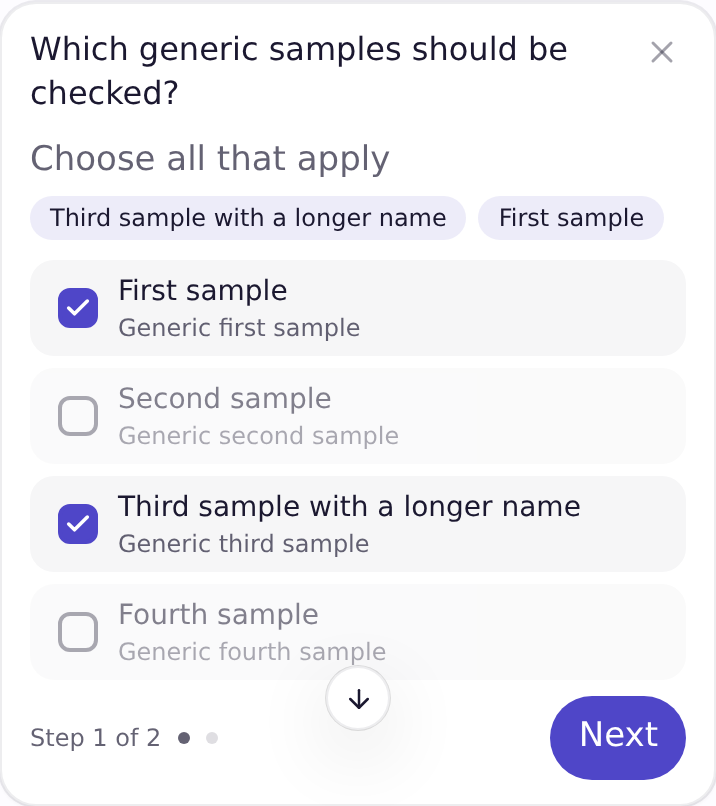 Which generic samples should be
checked?
Choose all that apply
Third sample with a longer name
First sample
First sample
Generic first sample
Second sample
Generic second sample
Third sample with a longer name
Generic third sample
Fourth sample
Generic fourth sample
Step 1 of 2
Next